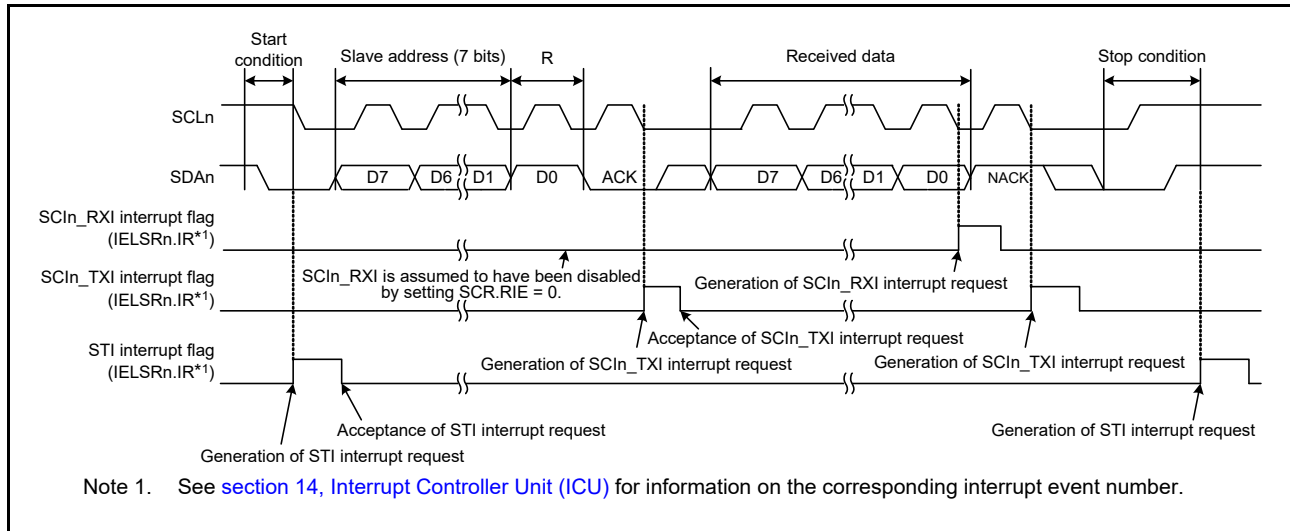 Start
condition
Slave address (7 bits)
R
Received data
Stop condition
SCLn
SDAn
D7
D6
D1
D0
ACK
D7
D6
D1
D0
NACK
SCIn_RXI interrupt flag
(IELSRn.IR*1)
SCIn_RXI is assumed to have been disabled
by setting SCR.RIE = 0.
Generation of SCIn_RXI interrupt request
SCIn_TXI interrupt flag
(IELSRn.IR*1)
Acceptance of SCIn_TXI interrupt request
Generation of SCIn_TXI interrupt request
Generation of SCIn_TXI interrupt request
STI interrupt flag
(IELSRn.IR*1)
Acceptance of STI interrupt request
Generation of STI interrupt request
Generation of STI interrupt request
Note 1. See section 14, Interrupt Controller Unit (ICU) for information on the corresponding interrupt event number.